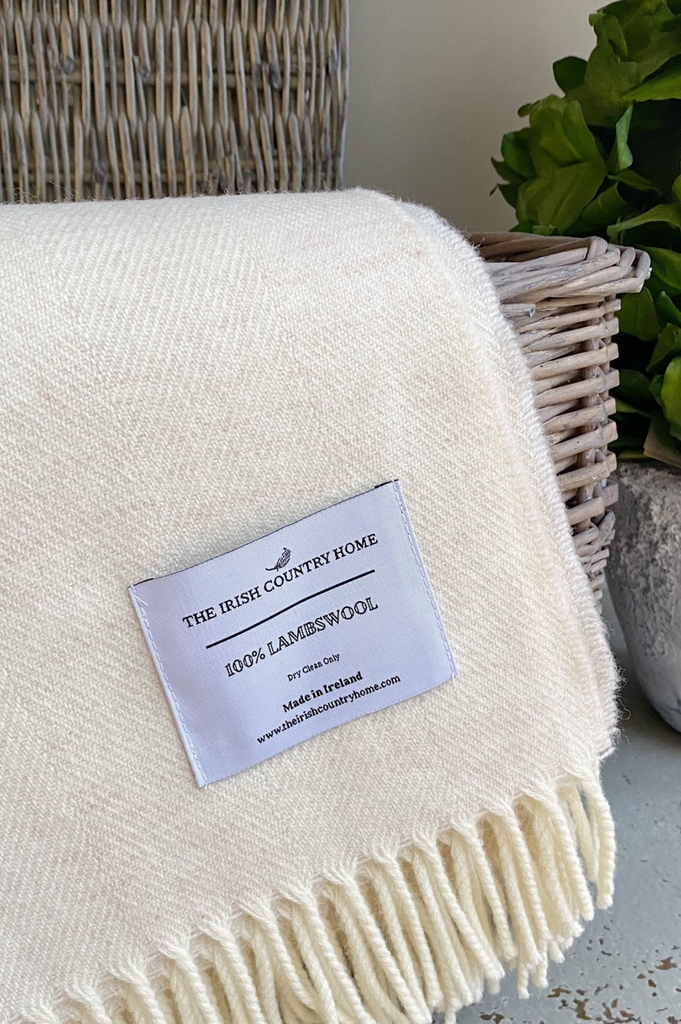 THE IRISH COUNTRY HOME
100% LAMBSWOOL
Dry Clean Only
Made in Ireland
www.theirishcountryhome.com